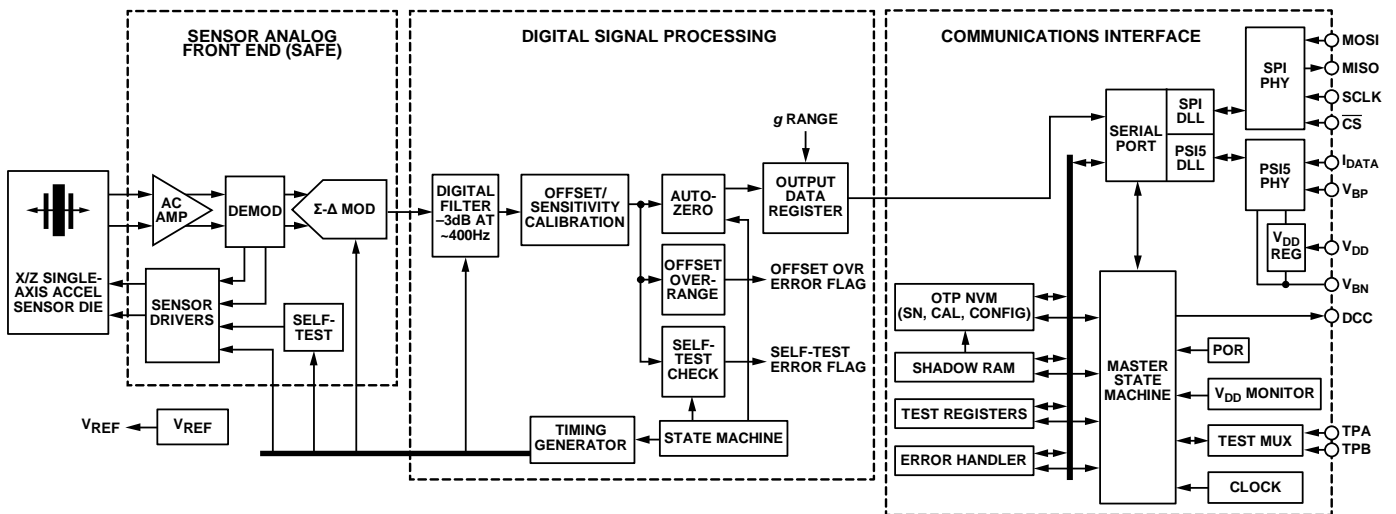 SENSOR ANALOG
FRONT END (SAFE)
X/Z SINGLE-
AXIS ACCEL
SENSOR DIE
AC
AMP
DEMOD
Σ-Δ MOD
SENSOR
DRIVERS
SELF-
TEST
VREF
VREF
DIGITAL SIGNAL PROCESSING
DIGITAL
FILTER
–3dB AT
~400Hz
OFFSET/
SENSITIVITY
CALIBRATION
AUTO-
ZERO
g RANGE
OUTPUT
DATA
REGISTER
OFFSET
OVER-
RANGE
OFFSET OVR
ERROR FLAG
SELF-
TEST
CHECK
SELF-TEST
ERROR FLAG
TIMING
GENERATOR
STATE MACHINE
COMMUNICATIONS INTERFACE
SERIAL
PORT
SPI
DLL
PSI5
DLL
SPI
PHY
PSI5
PHY
VDD
REG
OTP NVM
(SN, CAL, CONFIG)
SHADOW RAM
TEST REGISTERS
ERROR HANDLER
MASTER
STATE
MACHINE
POR
VDD MONITOR
TEST MUX
CLOCK
MOSI
MISO
SCLK
CS
IDATA
VBP
VDD
VBN
DCC
TPA
TPB